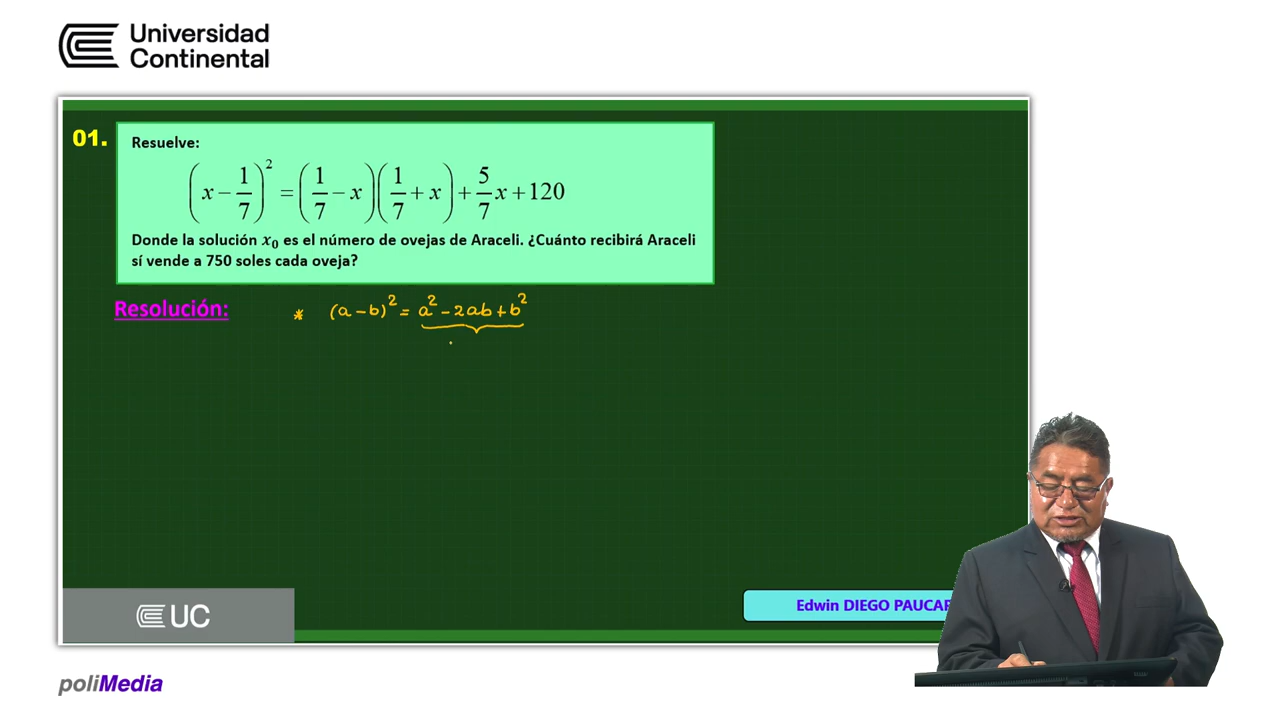 Universidad
Continental
01.
Resuelve:
(x − 1/7)² = (1/7 − x)(1/7 + x) + 5/7 x + 120
Donde la solución x₀ es el número de ovejas de Araceli. ¿Cuánto recibirá Araceli
sí vende a 750 soles cada oveja?
Resolución:
* (a − b)² = a² − 2ab + b²
UC
Edwin DIEGO PAUCAR
poliMedia